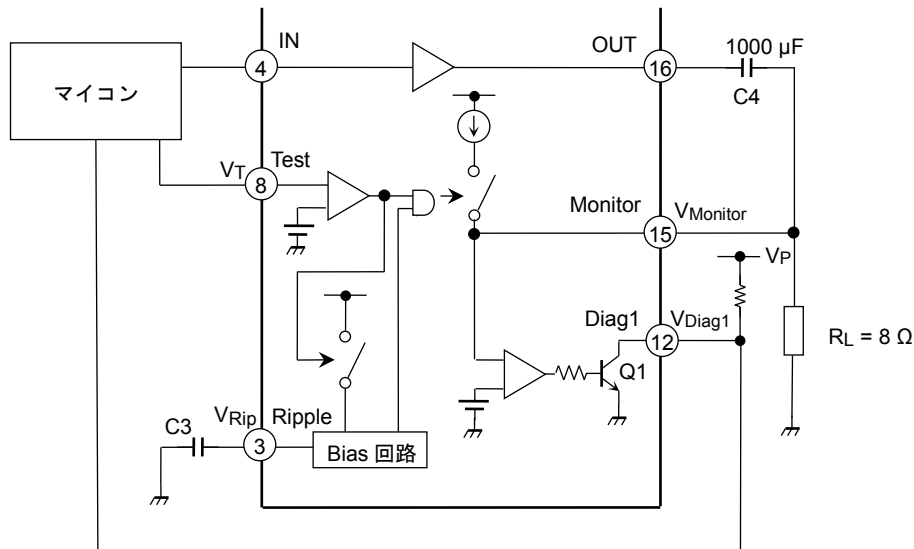 IN
OUT
1000 μF
4
16
マイコン
C4
VT
Test
8
Monitor
VMonitor
15
VP
Diag1
VDiag1
12
RL = 8 Ω
Q1
C3
VRip
Ripple
3
Bias 回路